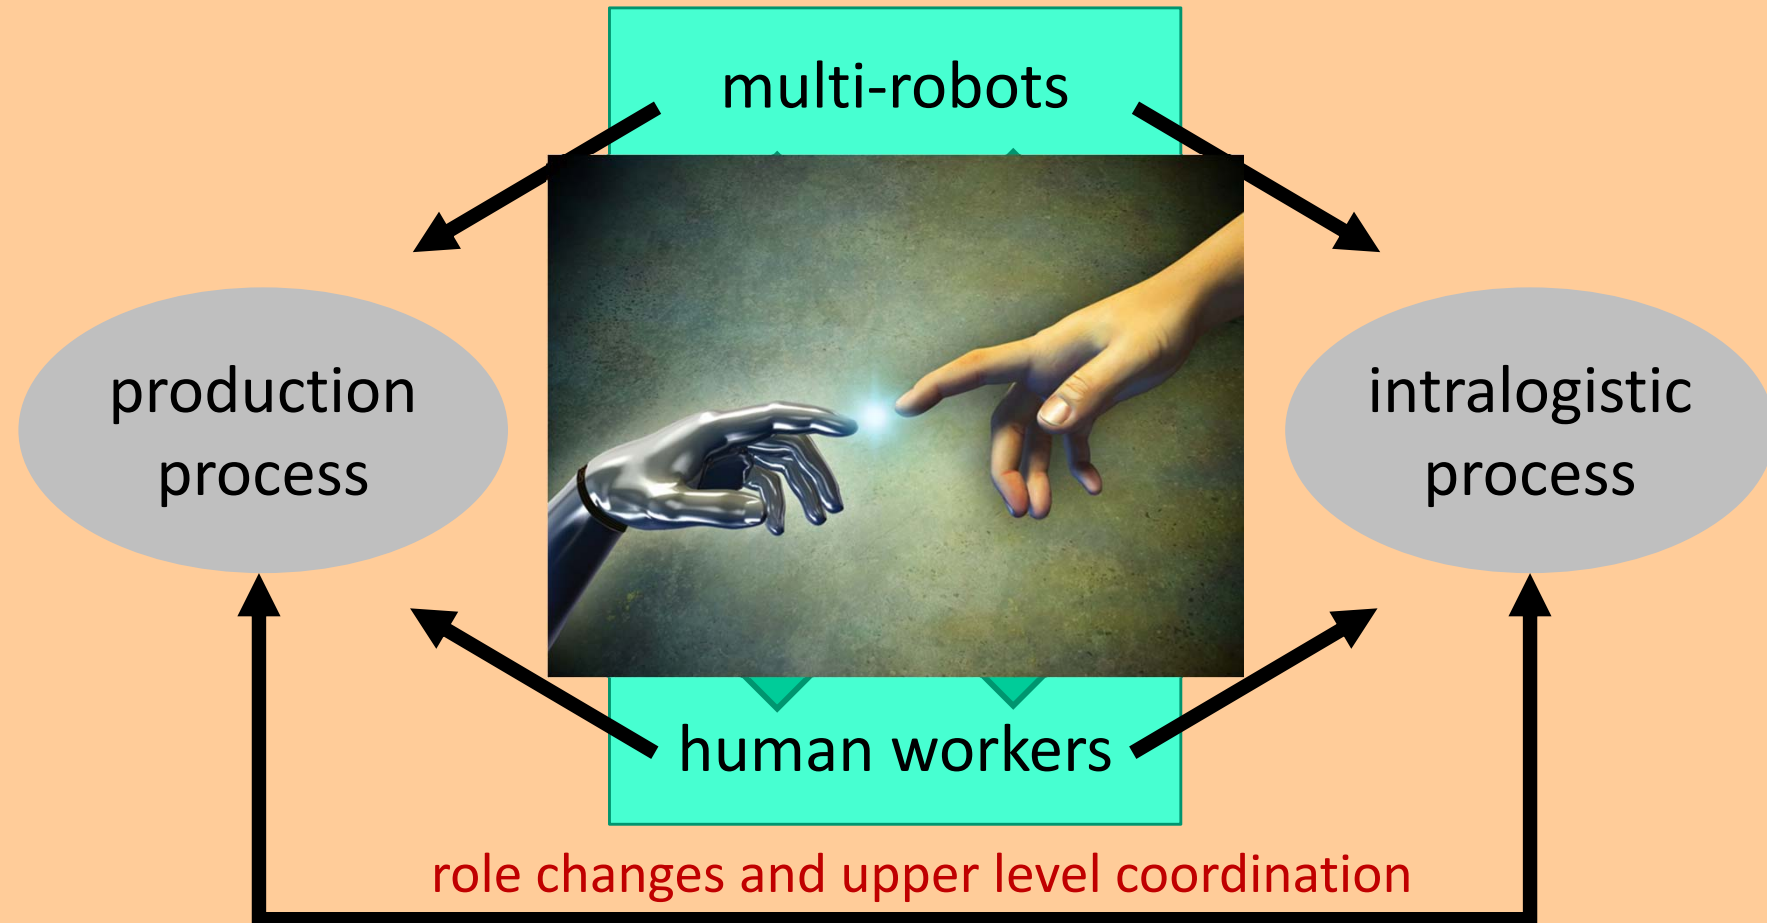 multi-robots
production
process
intralogistic
process
human workers
role changes and upper level coordination